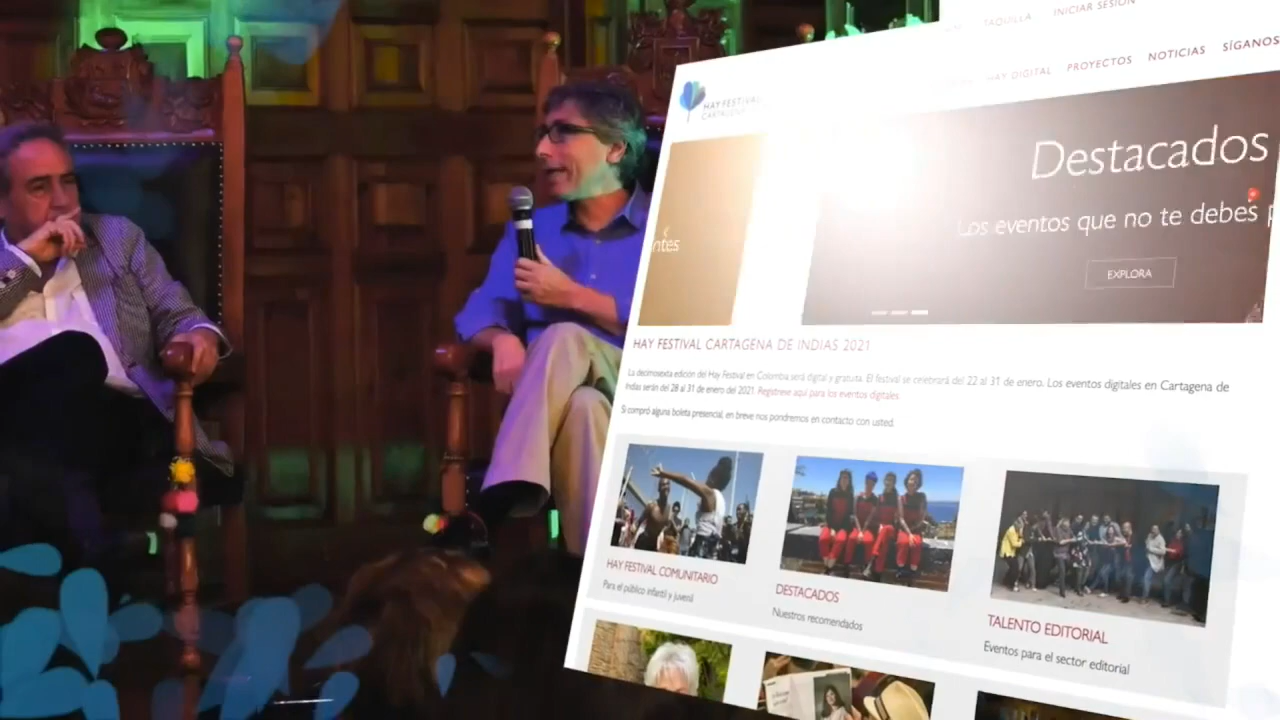 TAQUILLA INICIAR SESIÓN
HAY FESTIVAL
CARTAGENA
HAY DIGITAL PROYECTOS NOTICIAS SÍGANOS
ntes
Destacados
Los eventos que no te debes p
EXPLORA
HAY FESTIVAL CARTAGENA DE INDIAS 2021
La decimosexta edición del Hay Festival en Colombia será digital y gratuita. El festival se celebrará del 22 al 31 de enero. Los eventos digitales en Cartagena de
Indias serán del 28 al 31 de enero del 2021. Regístrese aquí para los eventos digitales.
Si compró alguna boleta presencial, en breve nos pondremos en contacto con usted.
HAY FESTIVAL COMUNITARIO
Para el público infantil y juvenil
DESTACADOS
Nuestros recomendados
TALENTO EDITORIAL
Eventos para el sector editorial